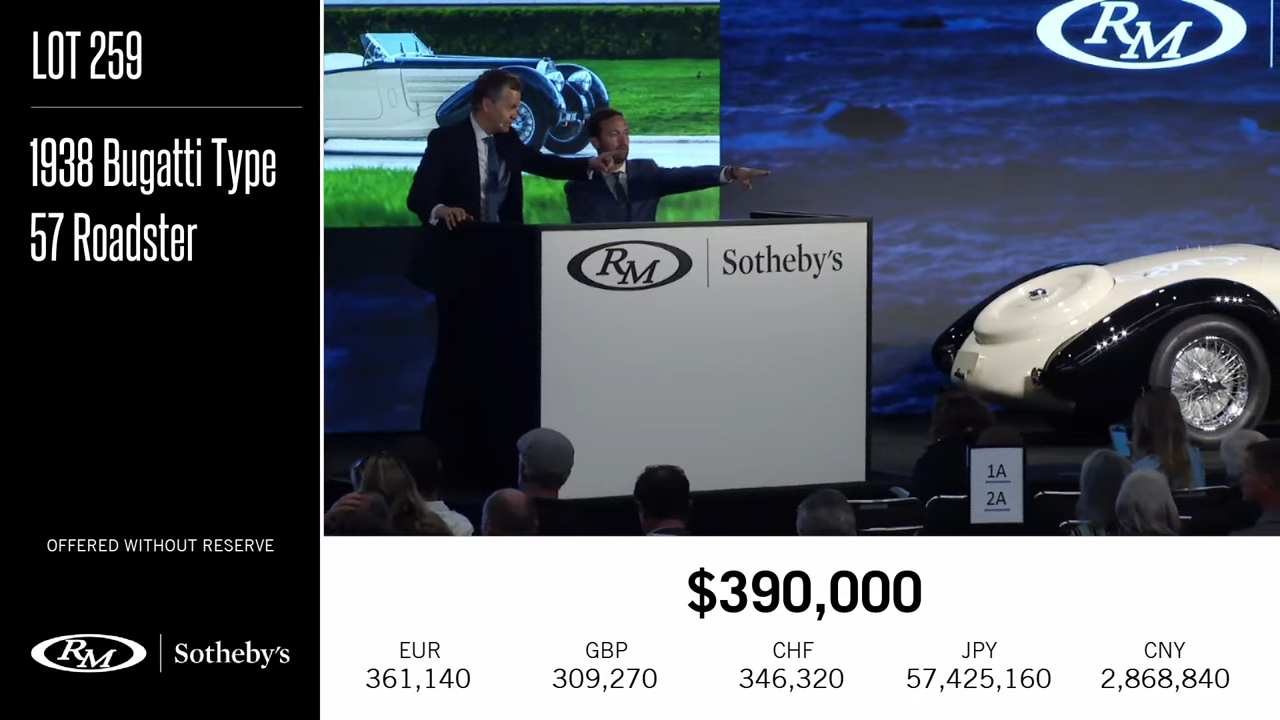 LOT 259
1938 Bugatti Type
57 Roadster
OFFERED WITHOUT RESERVE
RM Sotheby's
RM
RM Sotheby's
1A
2A
$390,000
EUR GBP CHF JPY CNY
361,140 309,270 346,320 57,425,160 2,868,840